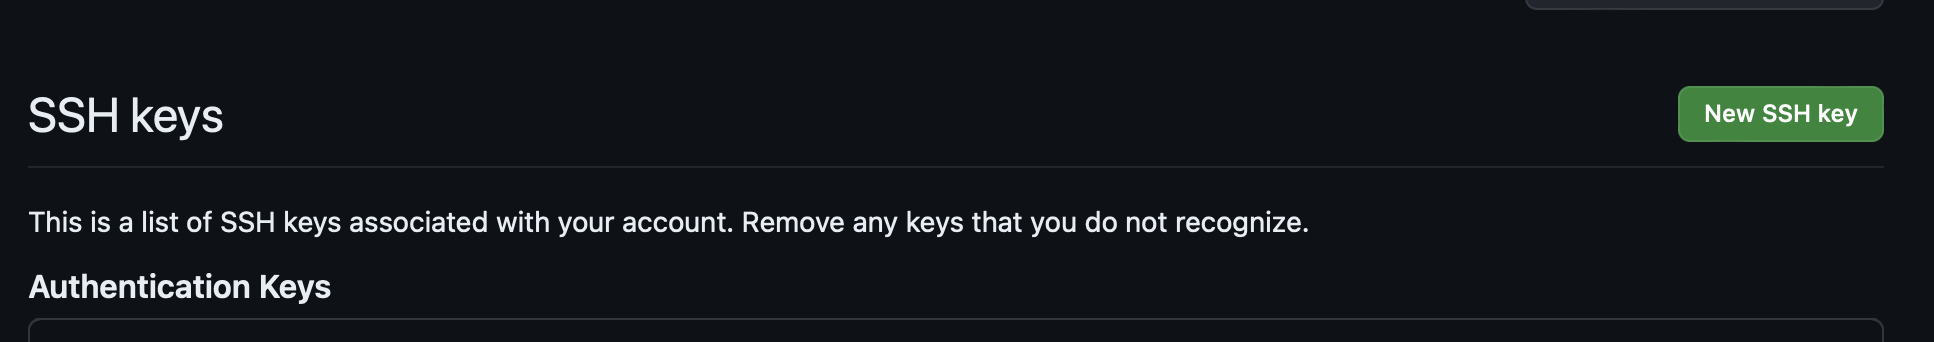 SSH keys
New SSH key
This is a list of SSH keys associated with your account. Remove any keys that you do not recognize.
Authentication Keys